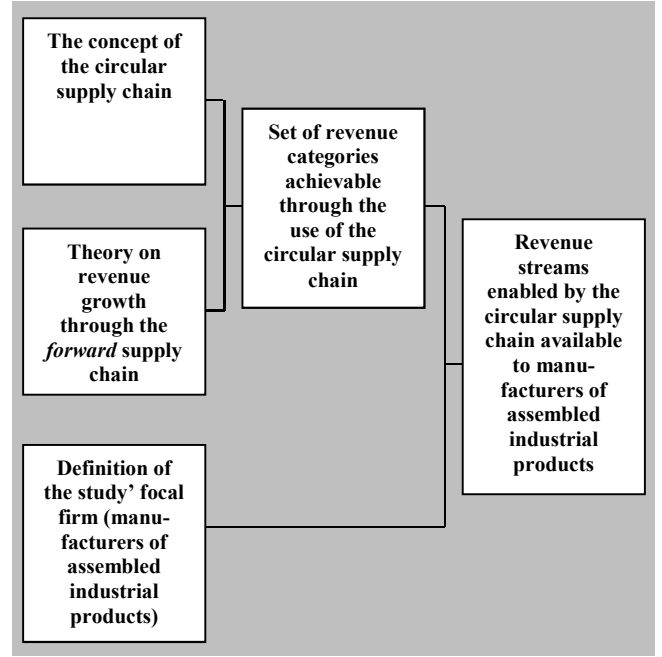 The concept of
the circular
supply chain
Theory on
revenue
growth
through the
forward supply
chain
Definition of
the study’ focal
firm (manu-
facturers of
assembled
industrial
products)
Set of revenue
categories
achievable
through the
use of the
circular supply
chain
Revenue
streams
enabled by the
circular supply
chain available
to manu-
facturers of
assembled
industrial
products